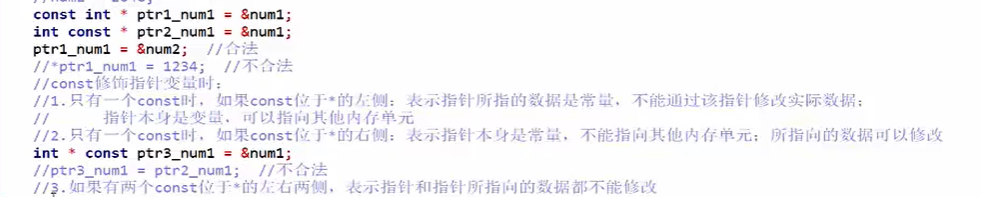 const int * ptr1_num1 = &num1;
int const * ptr2_num1 = &num1;
ptr1_num1 = &num2;  //合法
//*ptr1_num1 = 1234;  //不合法
//const修饰指针变量时：
//1.只有一个const时，如果const位于*的左侧：表示指针所指的数据是常量，不能通过该指针修改实际数据；
//      指针本身是变量，可以指向其他内存单元
//2.只有一个const时，如果const位于*的右侧：表示指针本身是常量，不能指向其他内存单元；所指向的数据可以修改
int * const ptr3_num1 = &num1;
//ptr3_num1 = ptr2_num1;  //不合法
//3.如果有两个const位于*的左右两侧，表示指针和指针所指向的数据都不能修改